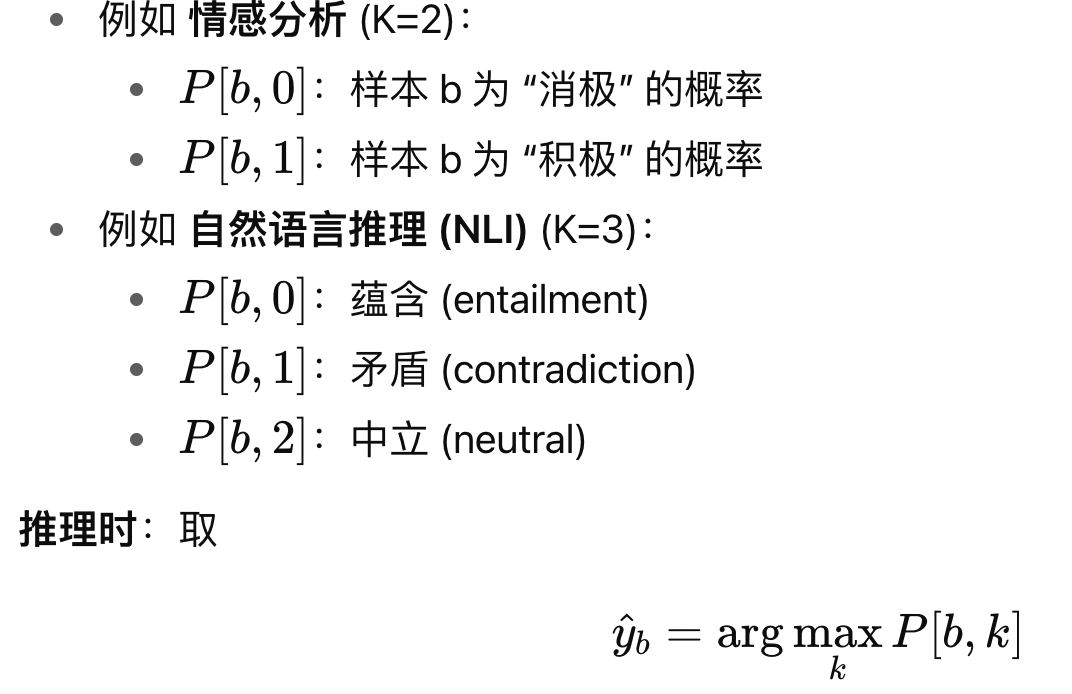 • 例如 情感分析 (K=2)：
• P[b, 0]：样本 b 为 “消极” 的概率
• P[b, 1]：样本 b 为 “积极” 的概率
• 例如 自然语言推理 (NLI) (K=3)：
• P[b, 0]：蕴含 (entailment)
• P[b, 1]：矛盾 (contradiction)
• P[b, 2]：中立 (neutral)
推理时：取
ŷ_b = arg max_k P[b, k]